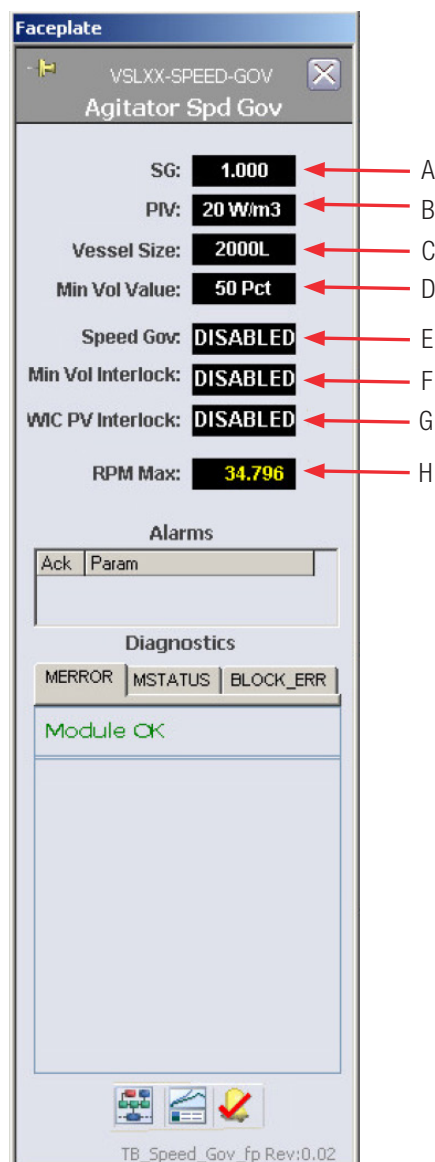 Faceplate
VSLXX-SPEED-GOV
Agitator Spd Gov
SG: 1.000 A
PIV: 20 W/m3 B
Vessel Size: 2000L C
Min Vol Value: 50 Pct D
Speed Gov: DISABLED E
Min Vol Interlock: DISABLED F
WIC PV Interlock: DISABLED G
RPM Max: 34.796 H
Alarms
Ack Param
Diagnostics
MERROR MSTATUS BLOCK_ERR
Module OK
TB_Speed_Gov_fp Rev:0.02